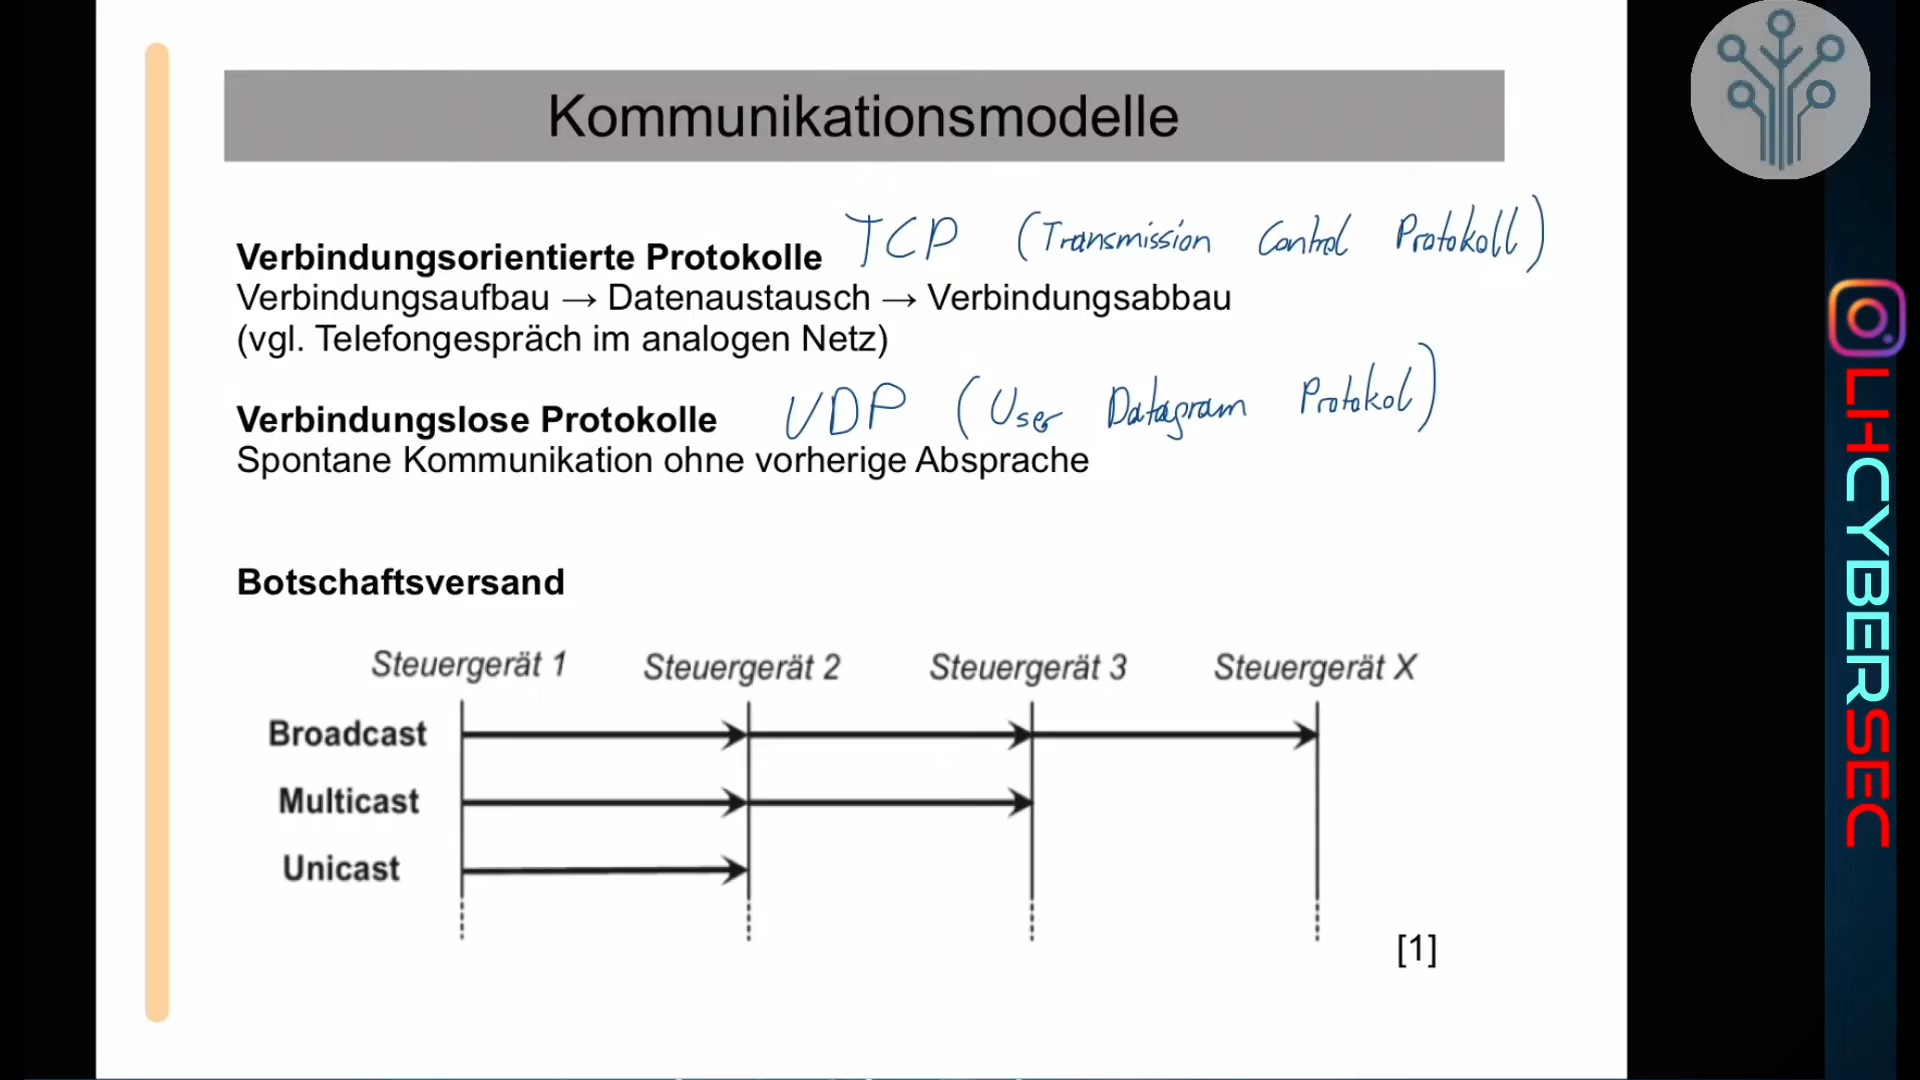 Kommunikationsmodelle
Verbindungsorientierte Protokolle TCP (Transmission Control Protokoll)
Verbindungsaufbau → Datenaustausch → Verbindungsabbau
(vgl. Telefongespräch im analogen Netz)
Verbindungslose Protokolle UDP (User Datagram Protokol)
Spontane Kommunikation ohne vorherige Absprache
Botschaftsversand
Steuergerät 1 Steuergerät 2 Steuergerät 3 Steuergerät X
Broadcast
Multicast
Unicast
[1]
LHCYBERSEC